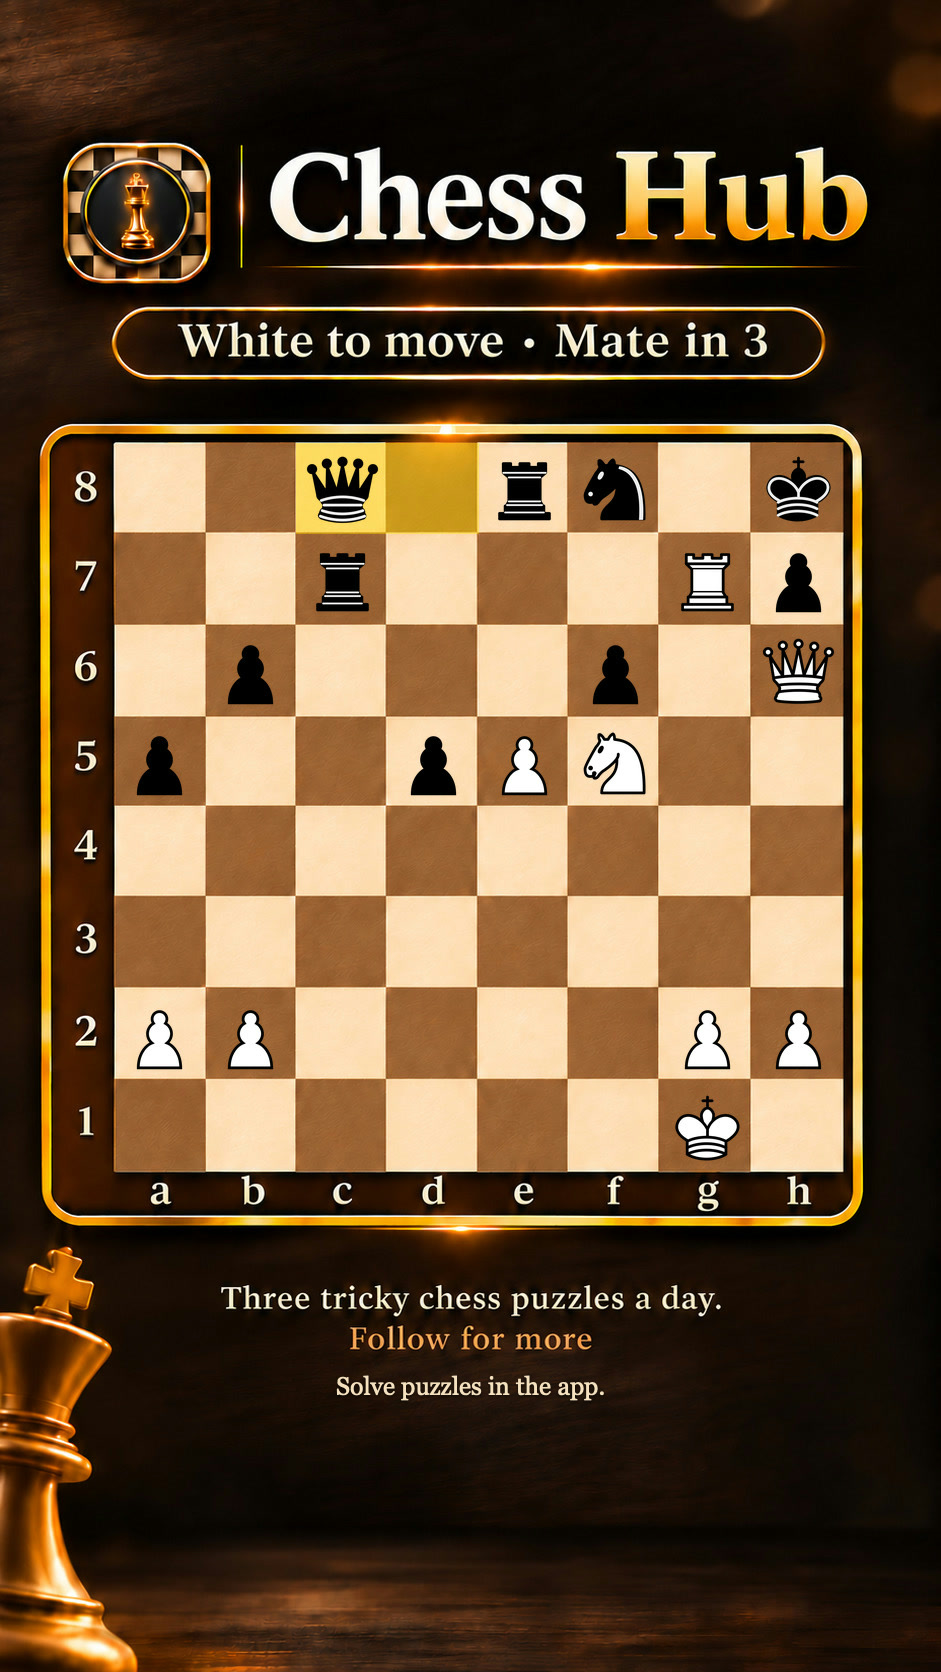 Chess Hub
White to move • Mate in 3
8
7
6
5
4
3
2
1
a b c d e f g h
Three tricky chess puzzles a day.
Follow for more
Solve puzzles in the app.